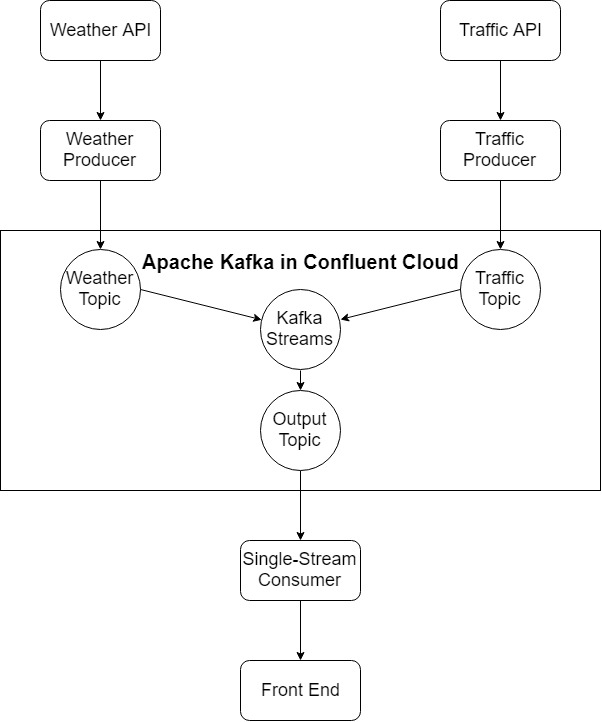 Weather API
Traffic API
Weather
Producer
Traffic
Producer
Apache Kafka in Confluent Cloud
Weather
Topic
Traffic
Topic
Kafka
Streams
Output
Topic
Single-Stream
Consumer
Front End